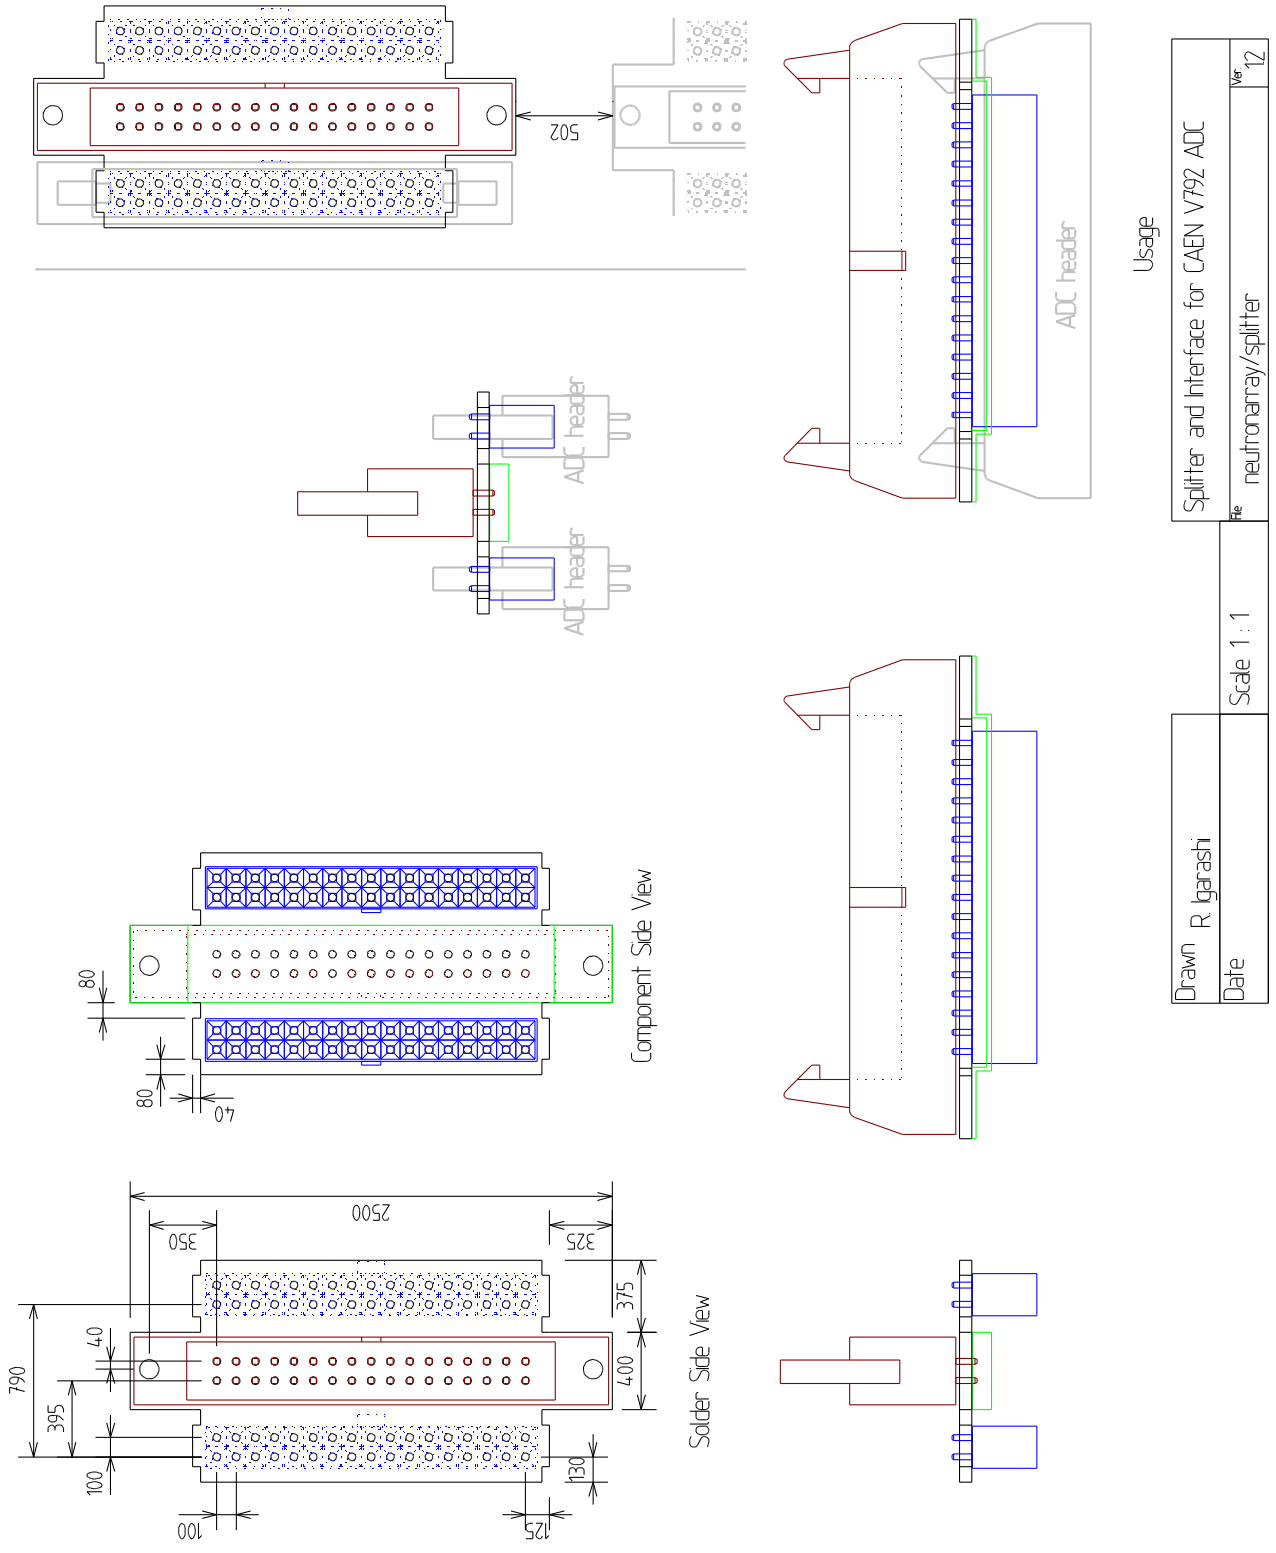 502
ADC header
ADC header
ADC header
Usage
80
80
40
Component Side View
2500
350
325
790
40
395
100
100
375
400
130
125
Solder Side View
Drawn
R. Igarashi
Date
Scale 1 : 1
Splitter and Interface for CAEN V792 ADC
File
neutronarray/splitter
Ver.
12